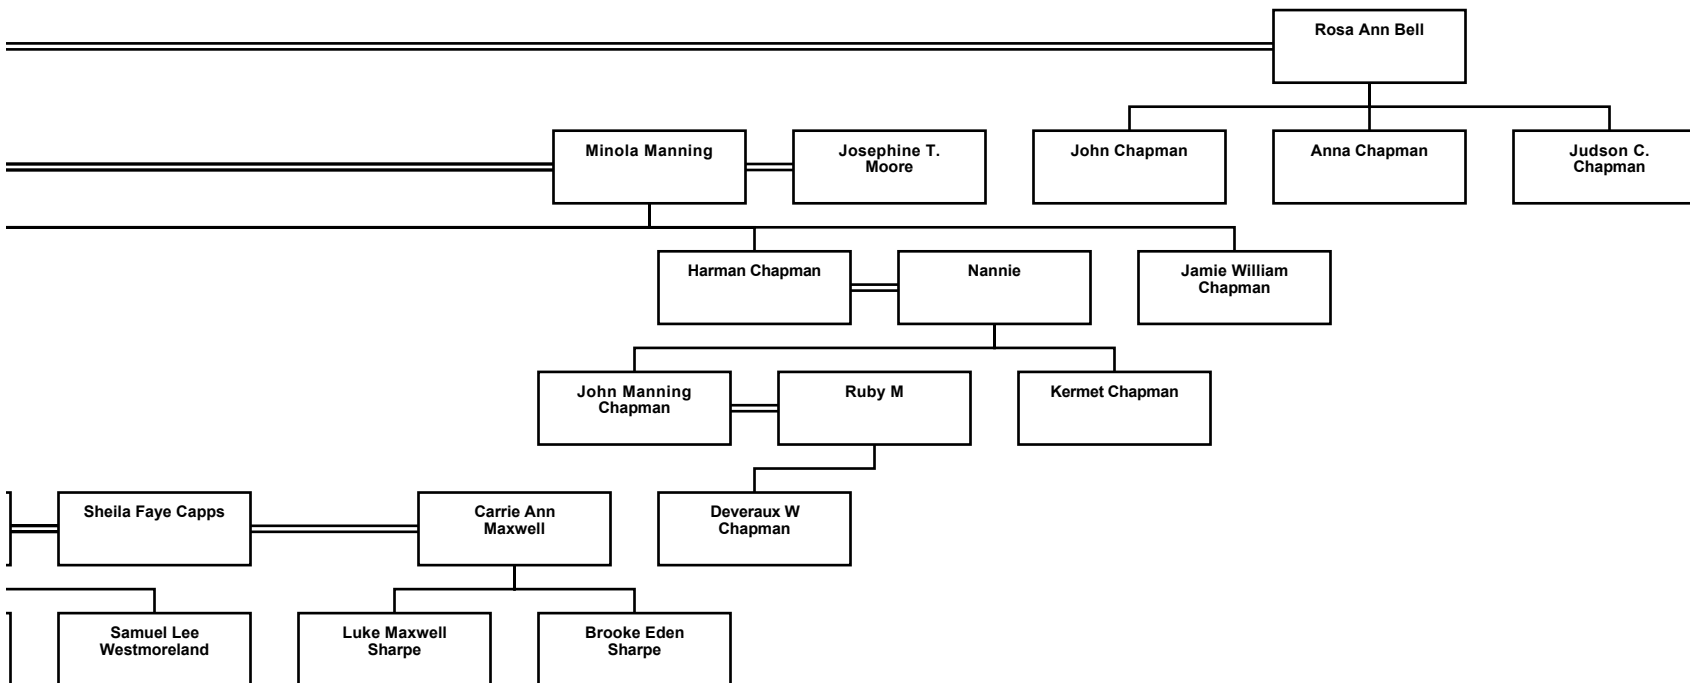 Rosa Ann Bell
Minola Manning
Josephine T.
Moore
John Chapman
Anna Chapman
Judson C.
Chapman
Harman Chapman
Nannie
Jamie William
Chapman
John Manning
Chapman
Ruby M
Kermet Chapman
Sheila Faye Capps
Carrie Ann
Maxwell
Deveraux W
Chapman
Samuel Lee
Westmoreland
Luke Maxwell
Sharpe
Brooke Eden
Sharpe